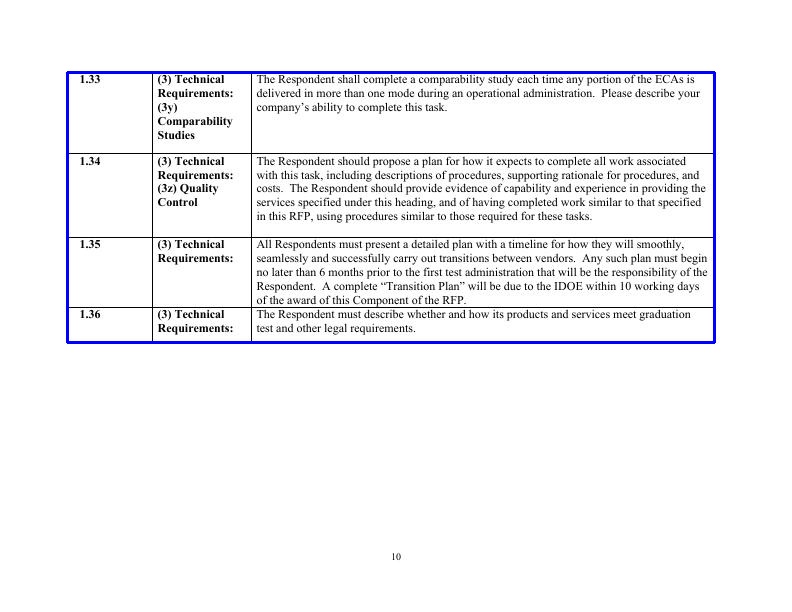 1.33
(3) Technical
Requirements:
(3y)
Comparability
Studies
The Respondent shall complete a comparability study each time any portion of the ECAs is
delivered in more than one mode during an operational administration.  Please describe your
company’s ability to complete this task.
1.34
(3) Technical
Requirements:
(3z) Quality
Control
The Respondent should propose a plan for how it expects to complete all work associated
with this task, including descriptions of procedures, supporting rationale for procedures, and
costs.  The Respondent should provide evidence of capability and experience in providing the
services specified under this heading, and of having completed work similar to that specified
in this RFP, using procedures similar to those required for these tasks.
1.35
(3) Technical
Requirements:
All Respondents must present a detailed plan with a timeline for how they will smoothly,
seamlessly and successfully carry out transitions between vendors.  Any such plan must begin
no later than 6 months prior to the first test administration that will be the responsibility of the
Respondent.  A complete “Transition Plan” will be due to the IDOE within 10 working days
of the award of this Component of the RFP.
1.36
(3) Technical
Requirements:
The Respondent must describe whether and how its products and services meet graduation
test and other legal requirements.
10